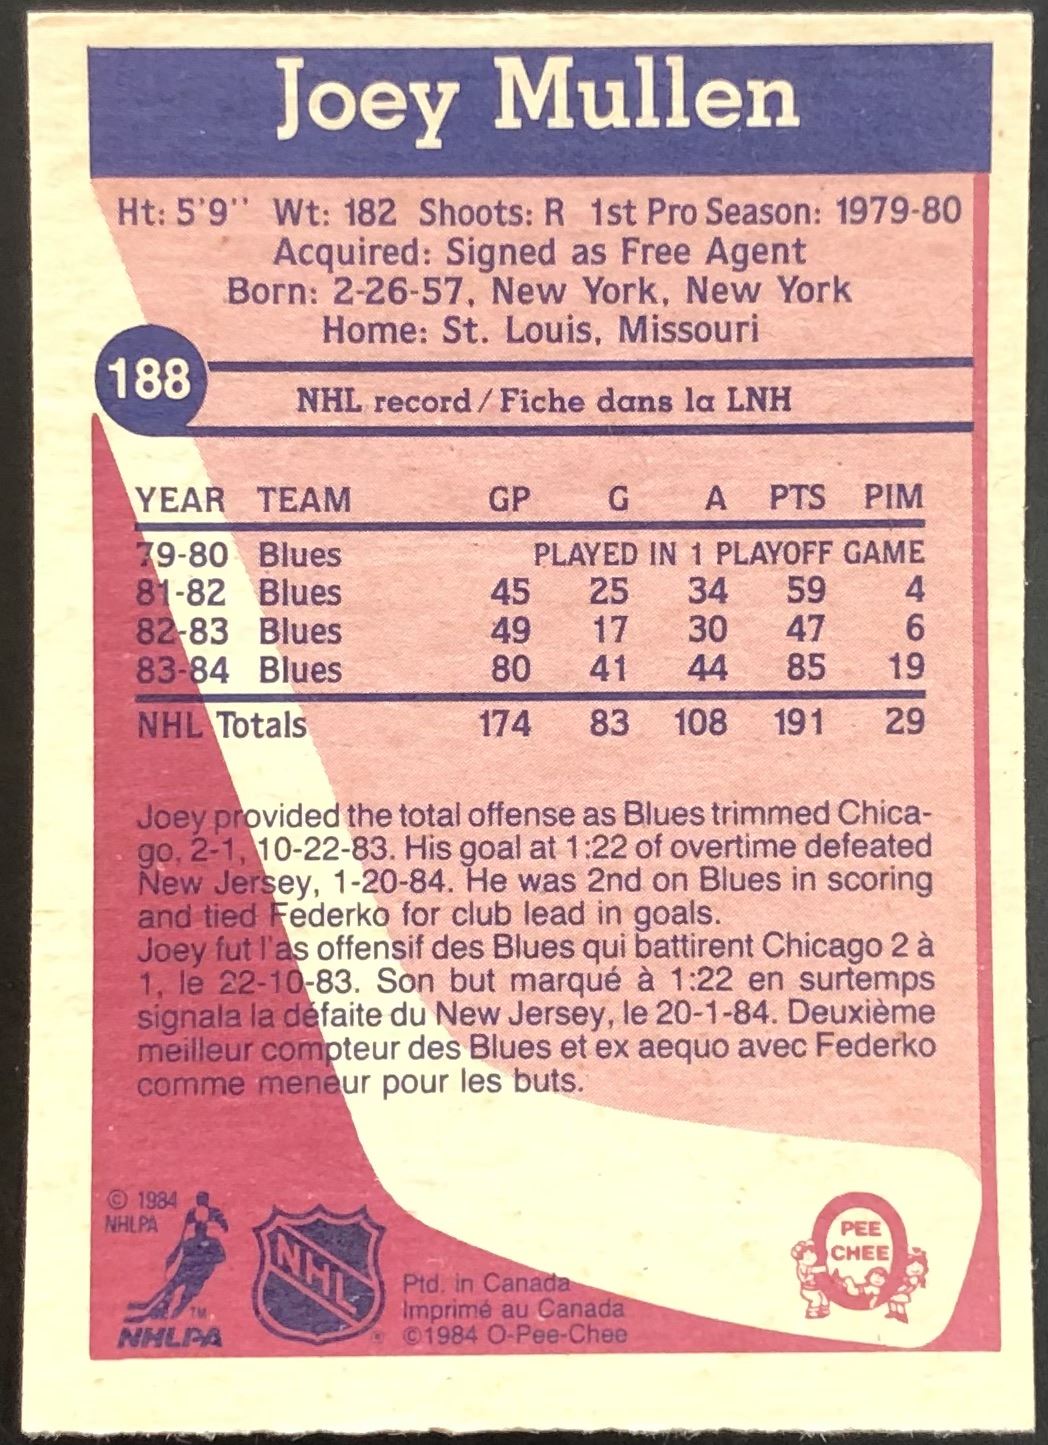 Joey Mullen
Ht: 5'9'' Wt: 182 Shoots: R 1st Pro Season: 1979-80
Acquired: Signed as Free Agent
Born: 2-26-57, New York, New York
Home: St. Louis, Missouri
188
NHL record/Fiche dans la LNH
YEAR TEAM GP G A PTS PIM
79-80 Blues PLAYED IN 1 PLAYOFF GAME
81-82 Blues 45 25 34 59 4
82-83 Blues 49 17 30 47 6
83-84 Blues 80 41 44 85 19
NHL Totals 174 83 108 191 29
Joey provided the total offense as Blues trimmed Chica-
go, 2-1, 10-22-83. His goal at 1:22 of overtime defeated
New Jersey, 1-20-84. He was 2nd on Blues in scoring
and tied Federko for club lead in goals.
Joey fut l'as offensif des Blues qui battirent Chicago 2 à
1, le 22-10-83. Son but marqué à 1:22 en surtemps
signala la défaite du New Jersey, le 20-1-84. Deuxième
meilleur compteur des Blues et ex aequo avec Federko
comme meneur pour les buts.
© 1984
NHLPA
TM
NHLPA
NHL
®
Ptd. in Canada
Imprimé au Canada
©1984 O-Pee-Chee
PEE
CHEE